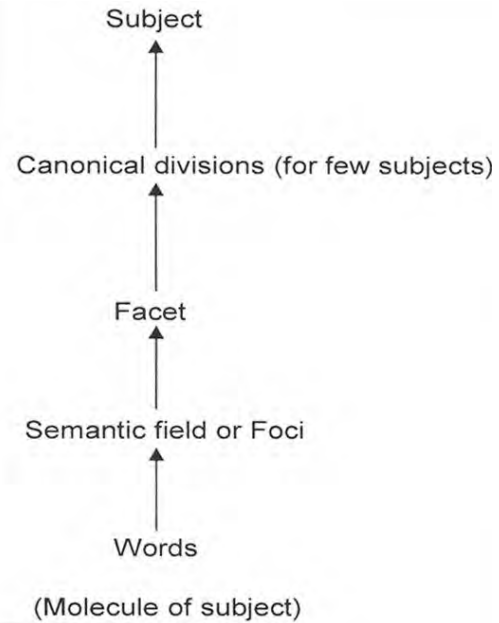 Subject
Canonical divisions (for few subjects)
Facet
Semantic field or Foci
Words
(Molecule of subject)